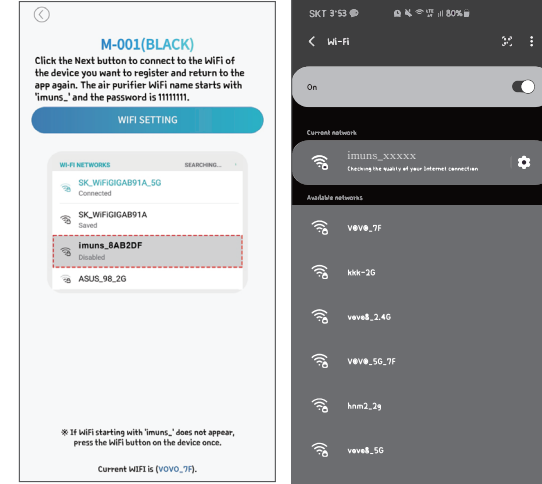 M-001(BLACK)
Click the Next button to connect to the WiFi of
the device you want to register and return to the
app again. The air purifier WiFi name starts with
'imuns_' and the password is 11111111.
WIFI SETTING
WI-FI NETWORKS SEARCHING...
SK_WiFiGIGAB91A_5G
Connected
SK_WiFIGIGAB91A
Saved
imuns_8AB2DF
Disabled
ASUS_98_2G
※ If WiFi starting with 'imuns_' does not appear,
press the WiFi button on the device once.
Current WIFI is (VOVO_7F).
SKT 3:53 80%
Wi-Fi
On
Current network
imuns_xxxxx
Checking the quality of your Internet connection
Available networks
VOVO_7F
kkk-2G
vovo8_2.4G
VOVO_5G_7F
hnm2_2g
vovo8_5G